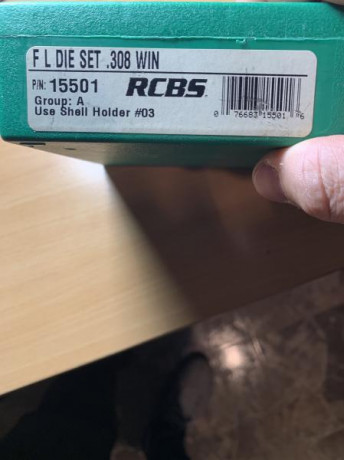 F L DIE SET .308 WIN
P/N: 15501 RCBS.
Group: A
Use Shell Holder #03
0 76683 15501 6